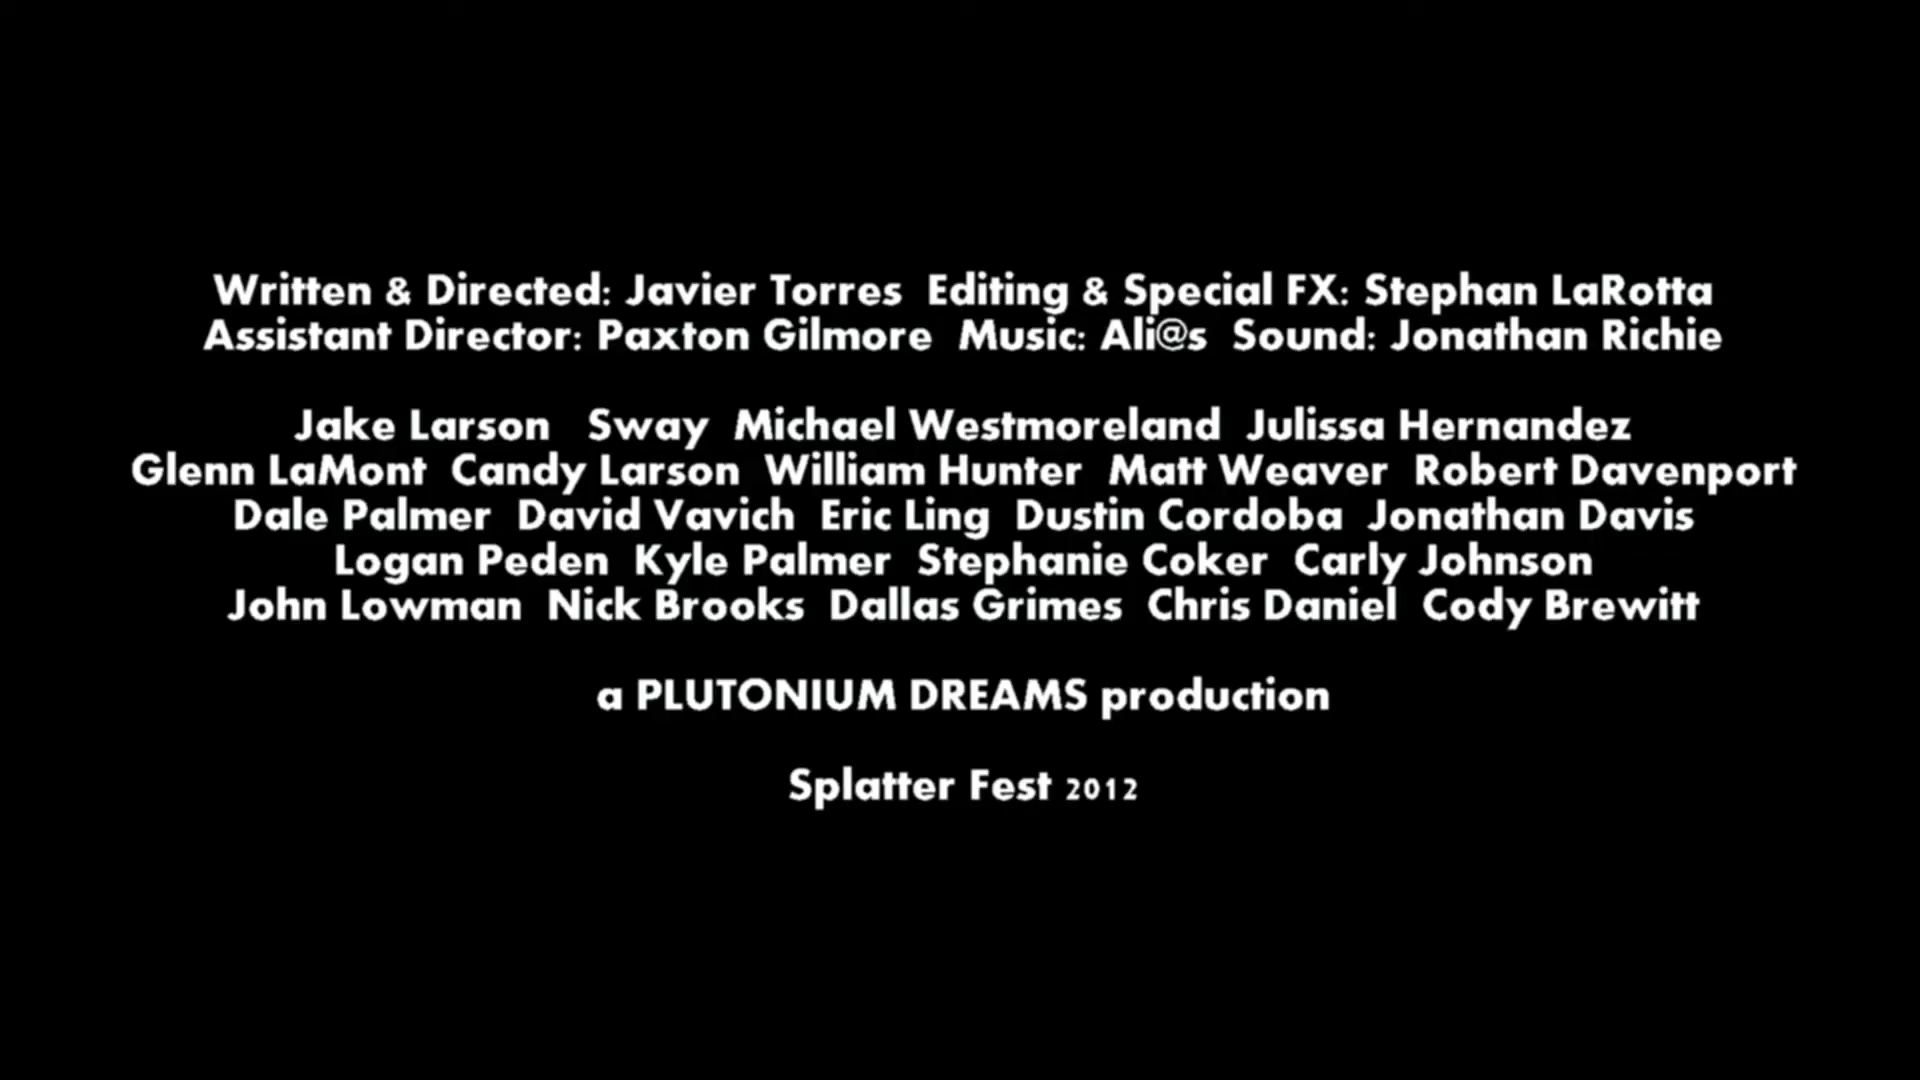 Written & Directed: Javier Torres  Editing & Special FX: Stephan LaRotta
Assistant Director: Paxton Gilmore  Music: Ali@s  Sound: Jonathan Richie
Jake Larson   Sway  Michael Westmoreland  Julissa Hernandez
Glenn LaMont  Candy Larson  William Hunter  Matt Weaver  Robert Davenport
Dale Palmer  David Vavich  Eric Ling  Dustin Cordoba  Jonathan Davis
Logan Peden  Kyle Palmer  Stephanie Coker  Carly Johnson
John Lowman  Nick Brooks  Dallas Grimes  Chris Daniel  Cody Brewitt
a PLUTONIUM DREAMS production
Splatter Fest 2012